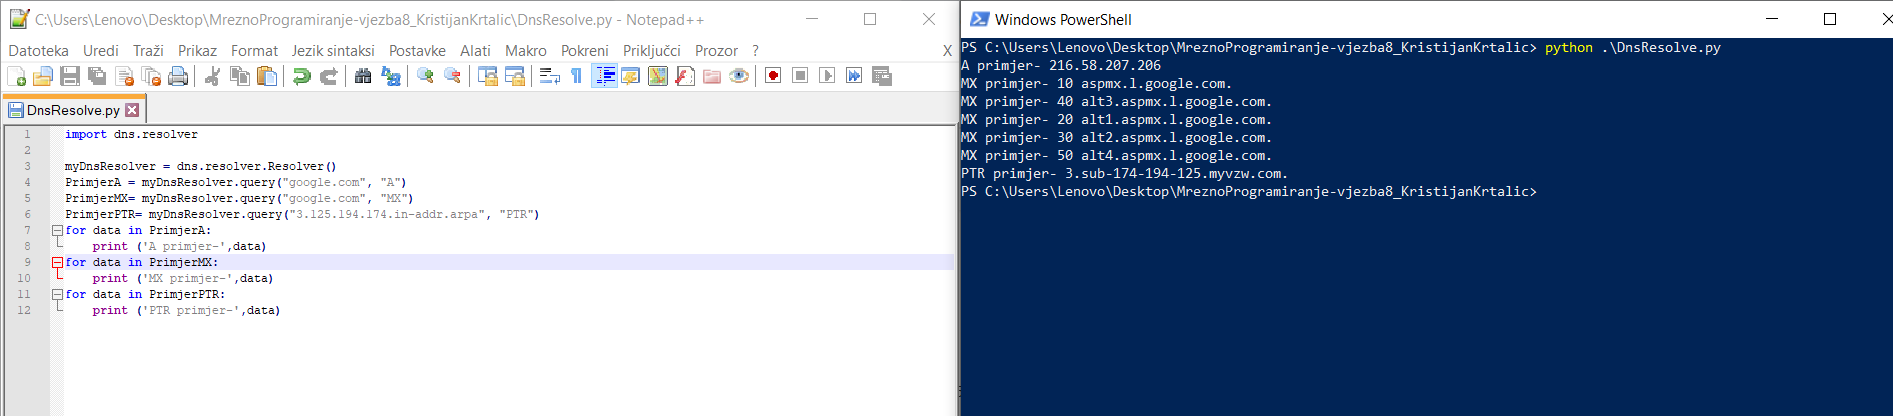 C:\Users\Lenovo\Desktop\MreznoProgramiranje-vjezba8_KristijanKrtalic\DnsResolve.py - Notepad++
Datoteka Uredi Traži Prikaz Format Jezik sintaksi Postavke Alati Makro Pokreni Priključci Prozor ? X
DnsResolve.py
1 import dns.resolver
2
3 myDnsResolver = dns.resolver.Resolver()
4 PrimjerA = myDnsResolver.query("google.com", "A")
5 PrimjerMX= myDnsResolver.query("google.com", "MX")
6 PrimjerPTR= myDnsResolver.query("3.125.194.174.in-addr.arpa", "PTR")
7 for data in PrimjerA:
8 print ('A primjer-',data)
9 for data in PrimjerMX:
10 print ('MX primjer-',data)
11 for data in PrimjerPTR:
12 print ('PTR primjer-',data)
Windows PowerShell
PS C:\Users\Lenovo\Desktop\MreznoProgramiranje-vjezba8_KristijanKrtalic> python .\DnsResolve.py
A primjer- 216.58.207.206
MX primjer- 10 aspmx.l.google.com.
MX primjer- 40 alt3.aspmx.l.google.com.
MX primjer- 20 alt1.aspmx.l.google.com.
MX primjer- 30 alt2.aspmx.l.google.com.
MX primjer- 50 alt4.aspmx.l.google.com.
PTR primjer- 3.sub-174-194-125.myvzw.com.
PS C:\Users\Lenovo\Desktop\MreznoProgramiranje-vjezba8_KristijanKrtalic>